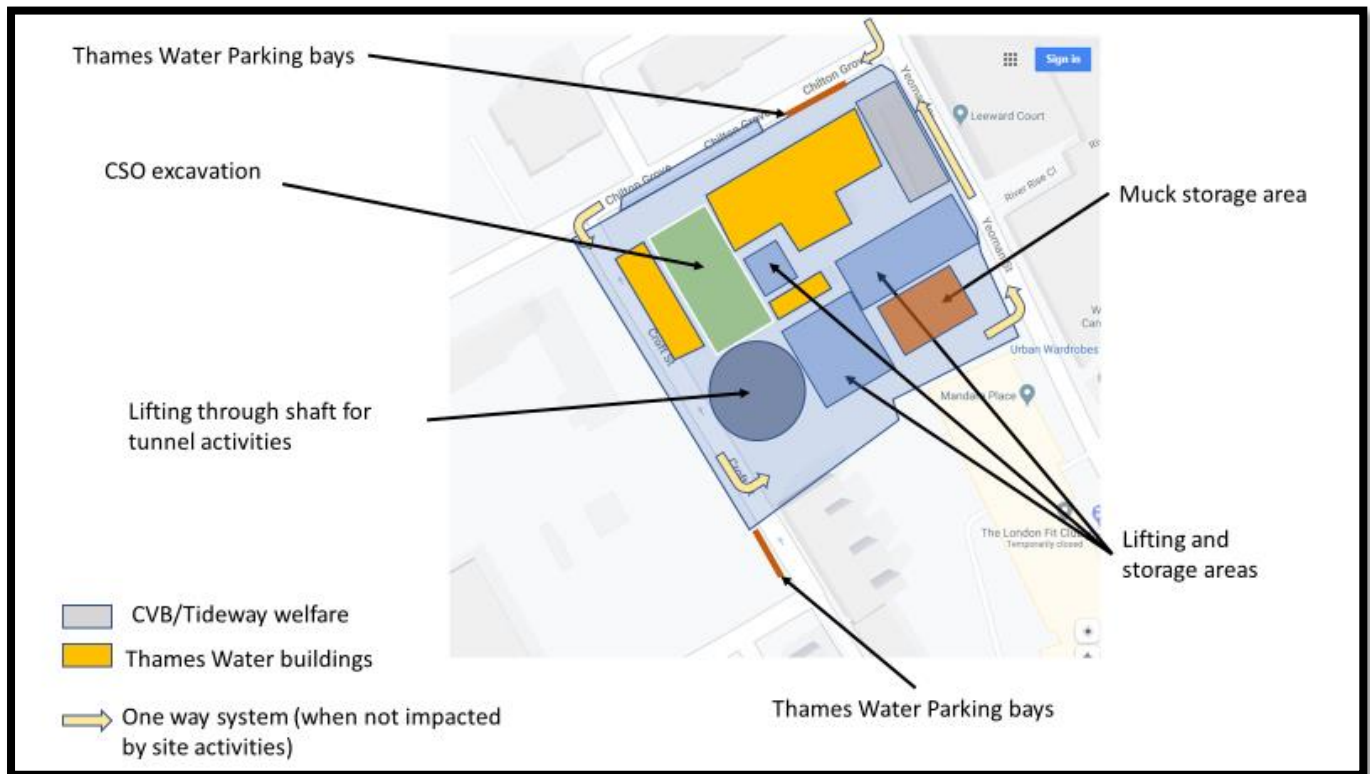 Thames Water Parking bays
CSO excavation
Lifting through shaft for
tunnel activities
CVB/Tideway welfare
Thames Water buildings
One way system (when not impacted
by site activities)
Chilton Grove
Chilton Grove
Chilton Grove
Croft St
Croft
Sign in
Leeward Court
River Rise Cl
Yeoman St
Urban Wardrobes
Mandala Place
The London Fit Club
Temporarily closed
Muck storage area
Lifting and
storage areas
Thames Water Parking bays